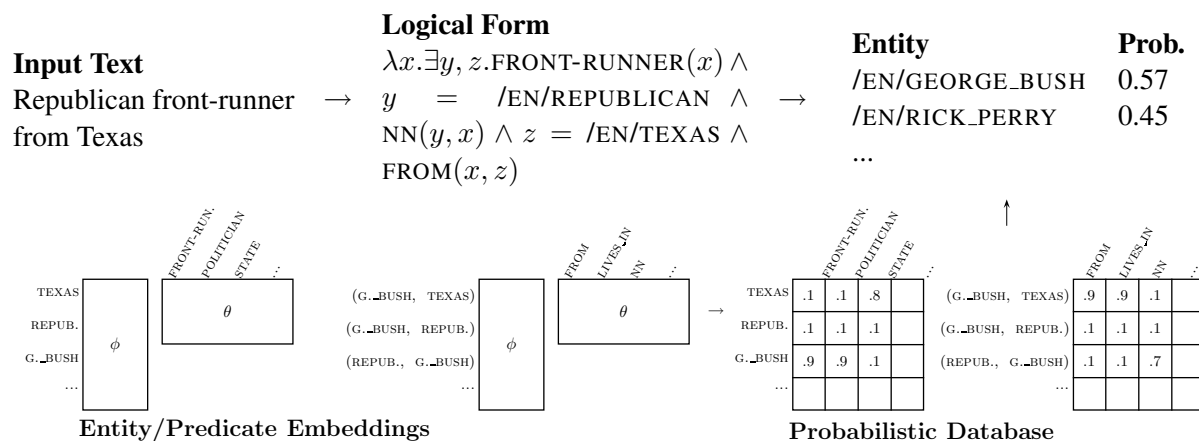 Input Text
Republican front-runner
from Texas
→
Logical Form
λx.∃y, z.FRONT-RUNNER(x) ∧
y = /EN/REPUBLICAN ∧
NN(y, x) ∧ z = /EN/TEXAS ∧
FROM(x, z)
→
Entity Prob.
/EN/GEORGE_BUSH 0.57
/EN/RICK_PERRY 0.45
...
FRONT-RUN. POLITICIAN STATE ...
TEXAS
REPUB.
G._BUSH
...
ϕ
θ
FROM LIVES_IN NN ...
(G._BUSH, TEXAS)
(G._BUSH, REPUB.)
(REPUB., G._BUSH)
...
ϕ
θ
→
Entity/Predicate Embeddings
↑
FRONT-RUN. POLITICIAN STATE ...
TEXAS .1 .1 .8
REPUB. .1 .1 .1
G._BUSH .9 .9 .1
...
FROM LIVES_IN NN ...
(G._BUSH, TEXAS) .9 .9 .1
(G._BUSH, REPUB.) .1 .1 .1
(REPUB., G._BUSH) .1 .1 .7
...
Probabilistic Database